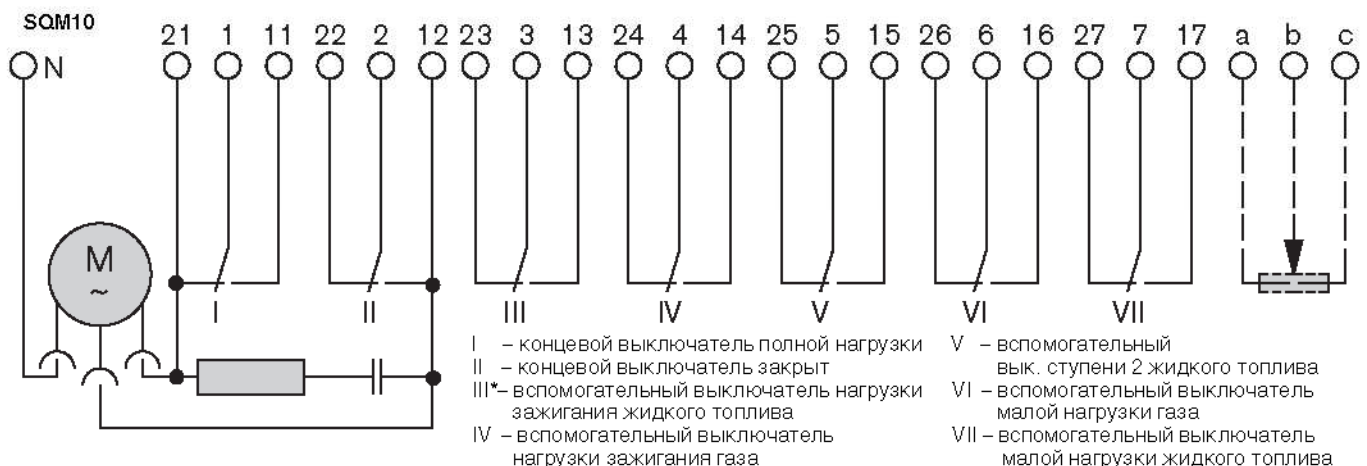 SQM10
N 21 1 11 22 2 12 23 3 13 24 4 14 25 5 15 26 6 16 27 7 17 a b c
M
~
I II III IV V VI VII
I – концевой выключатель полной нагрузки
II – концевой выключатель закрыт
III*– вспомогательный выключатель нагрузки
зажигания жидкого топлива
IV – вспомогательный выключатель
нагрузки зажигания газа
V – вспомогательный
вык. ступени 2 жидкого топлива
VI – вспомогательный выключатель
малой нагрузки газа
VII – вспомогательный выключатель
малой нагрузки жидкого топлива